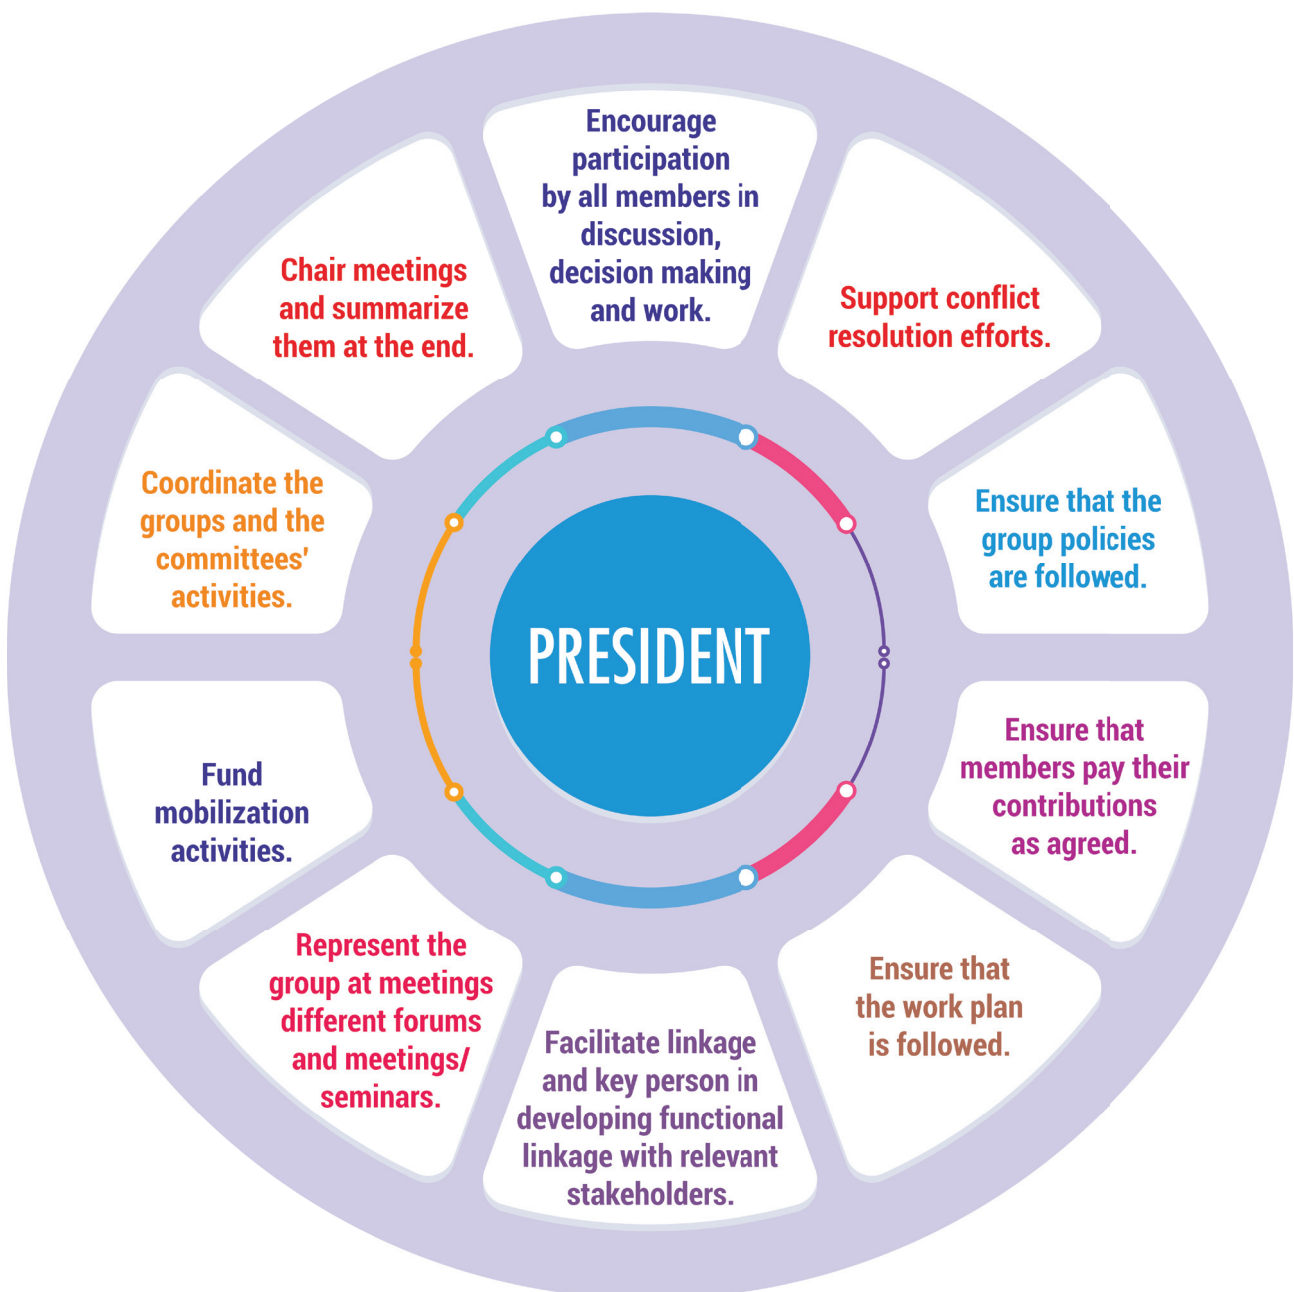 Encourage
participation
by all members in
discussion,
decision making
and work.
Support conflict
resolution efforts.
Ensure that the
group policies
are followed.
Ensure that
members pay their
contributions
as agreed.
Ensure that
the work plan
is followed.
Facilitate linkage
and key person in
developing functional
linkage with relevant
stakeholders.
Represent the
group at meetings
different forums
and meetings/
seminars.
Fund
mobilization
activities.
Coordinate the
groups and the
committees'
activities.
Chair meetings
and summarize
them at the end.
PRESIDENT